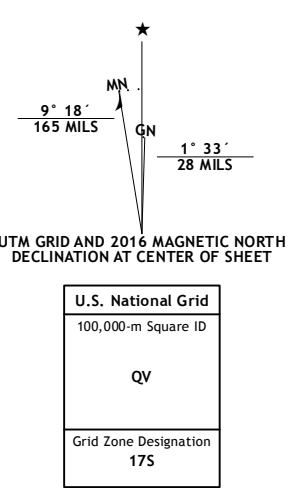 MN
9° 18´
165 MILS
GN
1° 33´
28 MILS
UTM GRID AND 2016 MAGNETIC NORTH
DECLINATION AT CENTER OF SHEET
U.S. National Grid
100,000-m Square ID
QV
Grid Zone Designation
17S